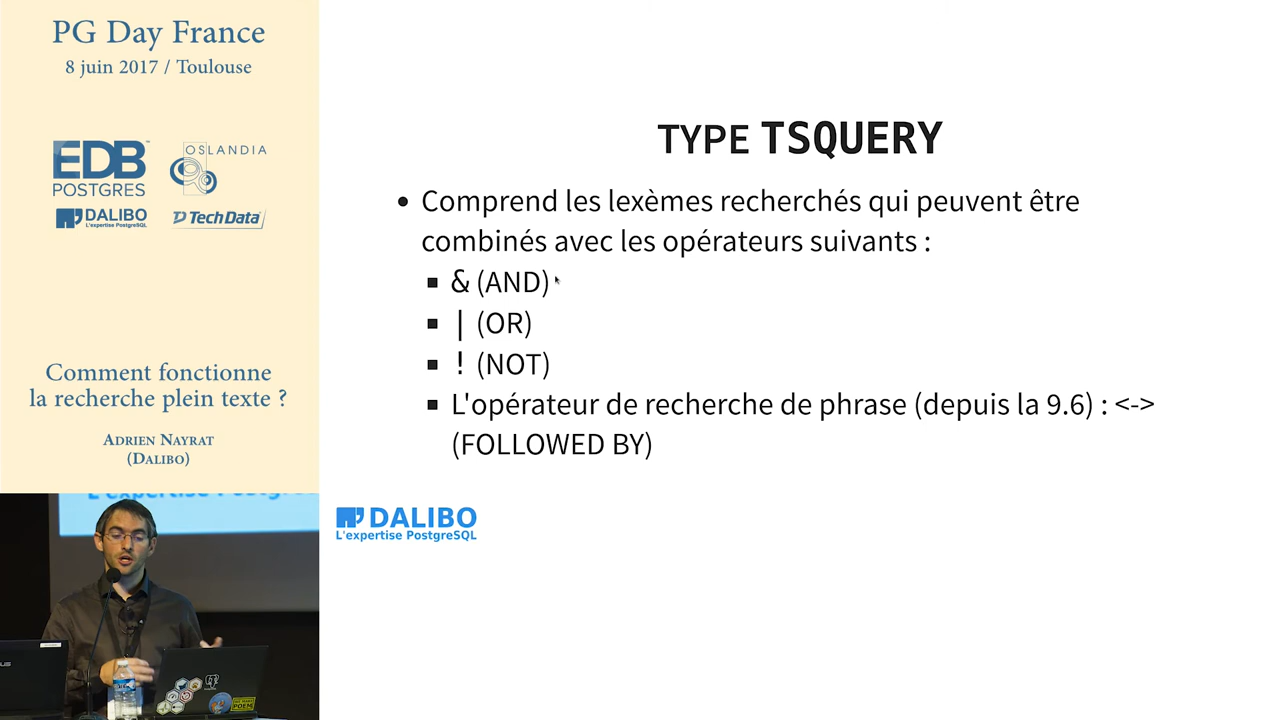 PG Day France
8 juin 2017 / Toulouse
EDB
POSTGRES
OSLANDIA
DALIBO
L'expertise PostgreSQL
TechData
Comment fonctionne
la recherche plein texte ?
ADRIEN NAYRAT
(DALIBO)
TYPE TSQUERY
• Comprend les lexèmes recherchés qui peuvent être
combinés avec les opérateurs suivants :
▪ & (AND)
▪ | (OR)
▪ ! (NOT)
▪ L'opérateur de recherche de phrase (depuis la 9.6) : <->
(FOLLOWED BY)
DALIBO
L'expertise PostgreSQL